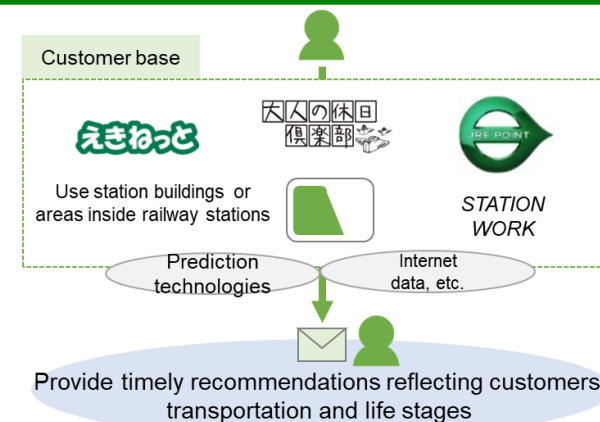 Customer base
えきねっと
大人の休日
倶楽部
JRE POINT
Use station buildings or
areas inside railway stations
STATION
WORK
Prediction
technologies
Internet
data, etc.
Provide timely recommendations reflecting customers
transportation and life stages